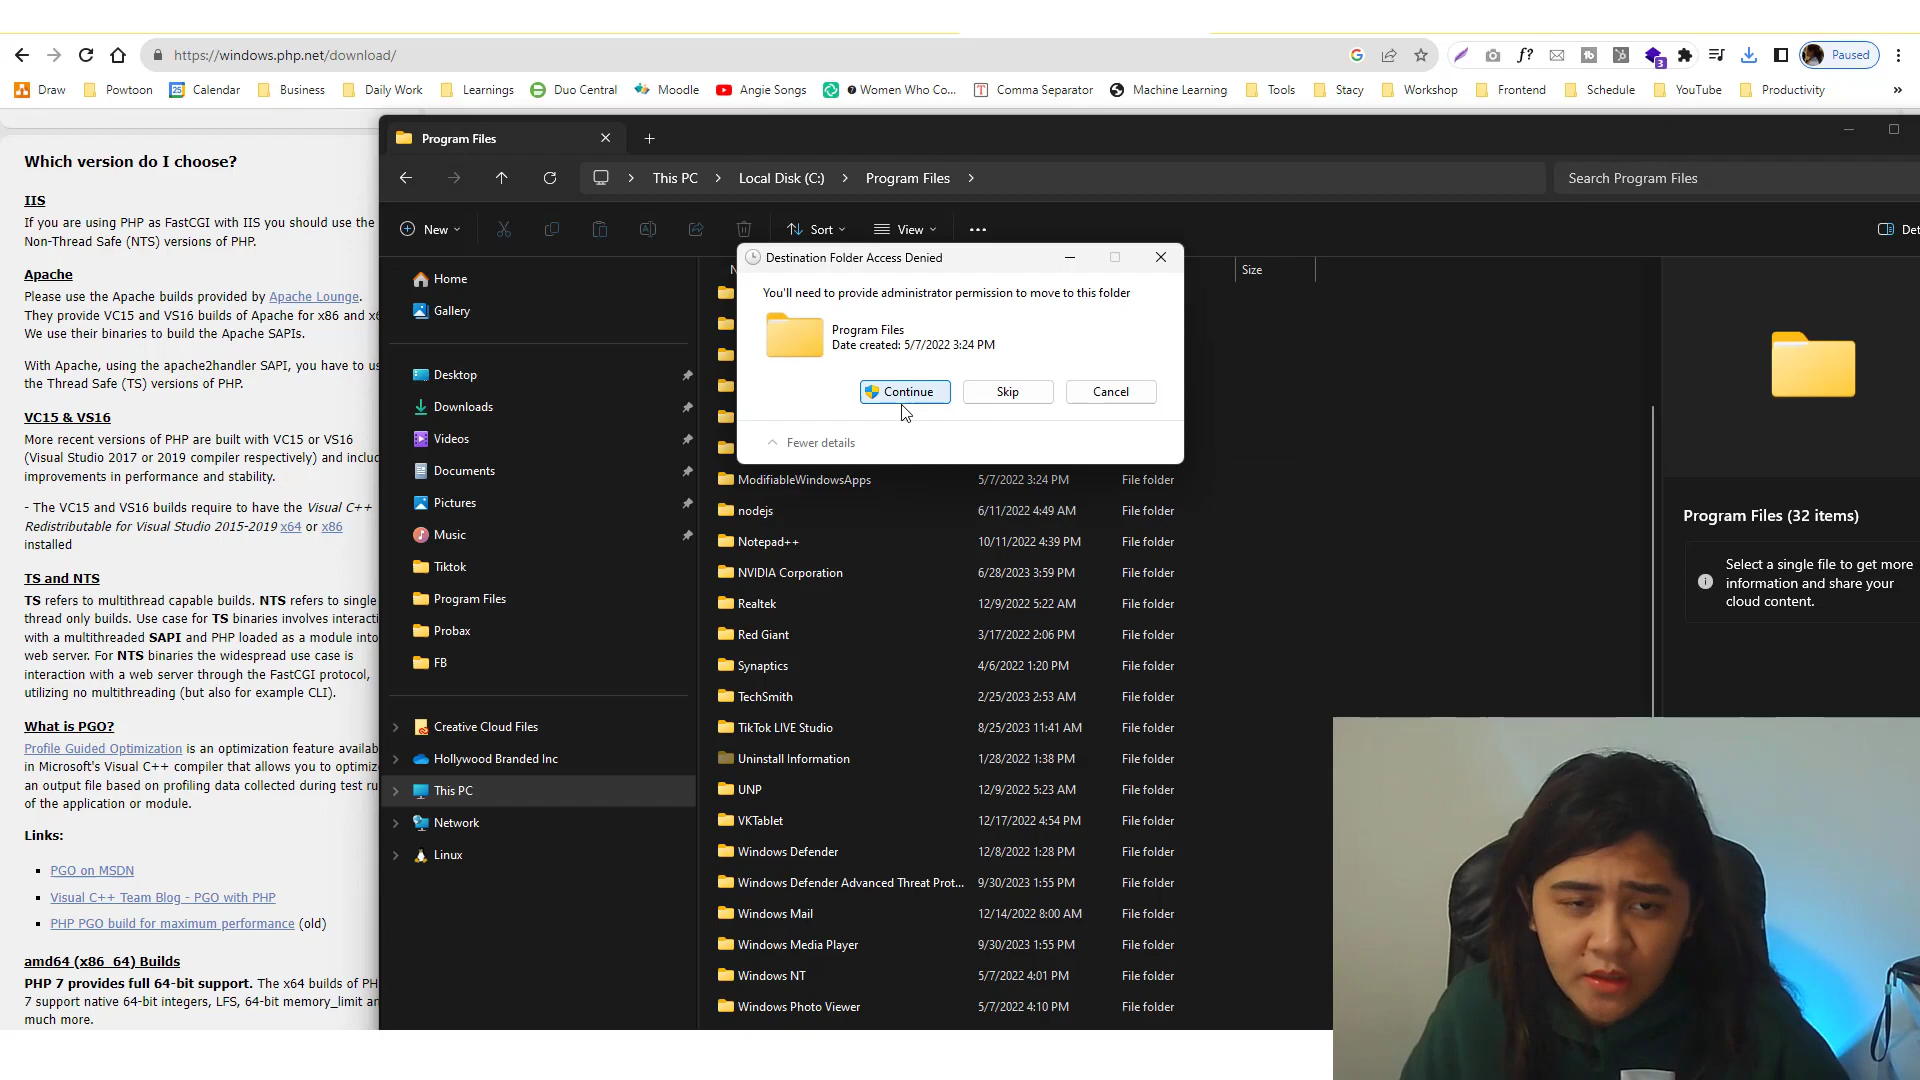 https://windows.php.net/download/
Paused
Draw
Powtoon
Calendar
Business
Daily Work
Learnings
Duo Central
Moodle
Angie Songs
Women Who Co...
Comma Separator
Machine Learning
Tools
Stacy
Workshop
Frontend
Schedule
YouTube
Productivity
»
Which version do I choose?
IIS
If you are using PHP as FastCGI with IIS you should use the
Non-Thread Safe (NTS) versions of PHP.
Apache
Please use the Apache builds provided by Apache Lounge.
They provide VC15 and VS16 builds of Apache for x86 and
We use their binaries to build the Apache SAPIs.
With Apache, using the apache2handler SAPI, you have to
the Thread Safe (TS) versions of PHP.
VC15 & VS16
More recent versions of PHP are built with VC15 or VS16
(Visual Studio 2017 or 2019 compiler respectively) and
improvements in performance and stability.
- The VC15 and VS16 builds require to have the Visual C++
Redistributable for Visual Studio 2015-2019 x64 or x86
installed
TS and NTS
TS refers to multithread capable builds. NTS refers to single
thread only builds. Use case for TS binaries involves
with a multithreaded SAPI and PHP loaded as a module into
web server. For NTS binaries the widespread use case is
interaction with a web server through the FastCGI protocol,
utilizing no multithreading (but also for example CLI).
What is PGO?
Profile Guided Optimization is an optimization feature
in Microsoft's Visual C++ compiler that allows you to
an output file based on profiling data collected during test
of the application or module.
Links:
PGO on MSDN
Visual C++ Team Blog - PGO with PHP
PHP PGO build for maximum performance (old)
amd64 (x86_64) Builds
PHP 7 provides full 64-bit support. The x64 builds of
7 support native 64-bit integers, LFS, 64-bit memory_limit
much more.
Program Files
This PC
Local Disk (C:)
Program Files
Search Program Files
New
Sort
View
Size
Home
Gallery
Desktop
Downloads
Videos
Documents
Pictures
Music
Tiktok
Program Files
Probax
FB
Creative Cloud Files
Hollywood Branded Inc
This PC
Network
Linux
Destination Folder Access Denied
You'll need to provide administrator permission to move to this folder
Program Files
Date created: 5/7/2022 3:24 PM
Continue
Skip
Cancel
Fewer details
ModifiableWindowsApps 5/7/2022 3:24 PM File folder
nodejs 6/11/2022 4:49 AM File folder
Notepad++ 10/11/2022 4:39 PM File folder
NVIDIA Corporation 6/28/2023 3:59 PM File folder
Realtek 12/9/2022 5:22 AM File folder
Red Giant 3/17/2022 2:06 PM File folder
Synaptics 4/6/2022 1:20 PM File folder
TechSmith 2/25/2023 2:53 AM File folder
TikTok LIVE Studio 8/25/2023 11:41 AM File folder
Uninstall Information 1/28/2022 1:38 PM File folder
UNP 12/9/2022 5:23 AM File folder
VKTablet 12/17/2022 4:54 PM File folder
Windows Defender 12/8/2022 1:28 PM File folder
Windows Defender Advanced Threat Prot... 9/30/2023 1:55 PM File folder
Windows Mail 12/14/2022 8:00 AM File folder
Windows Media Player 9/30/2023 1:55 PM File folder
Windows NT 5/7/2022 4:01 PM File folder
Windows Photo Viewer 5/7/2022 4:10 PM File folder
Program Files (32 items)
Select a single file to get more
information and share your
cloud content.